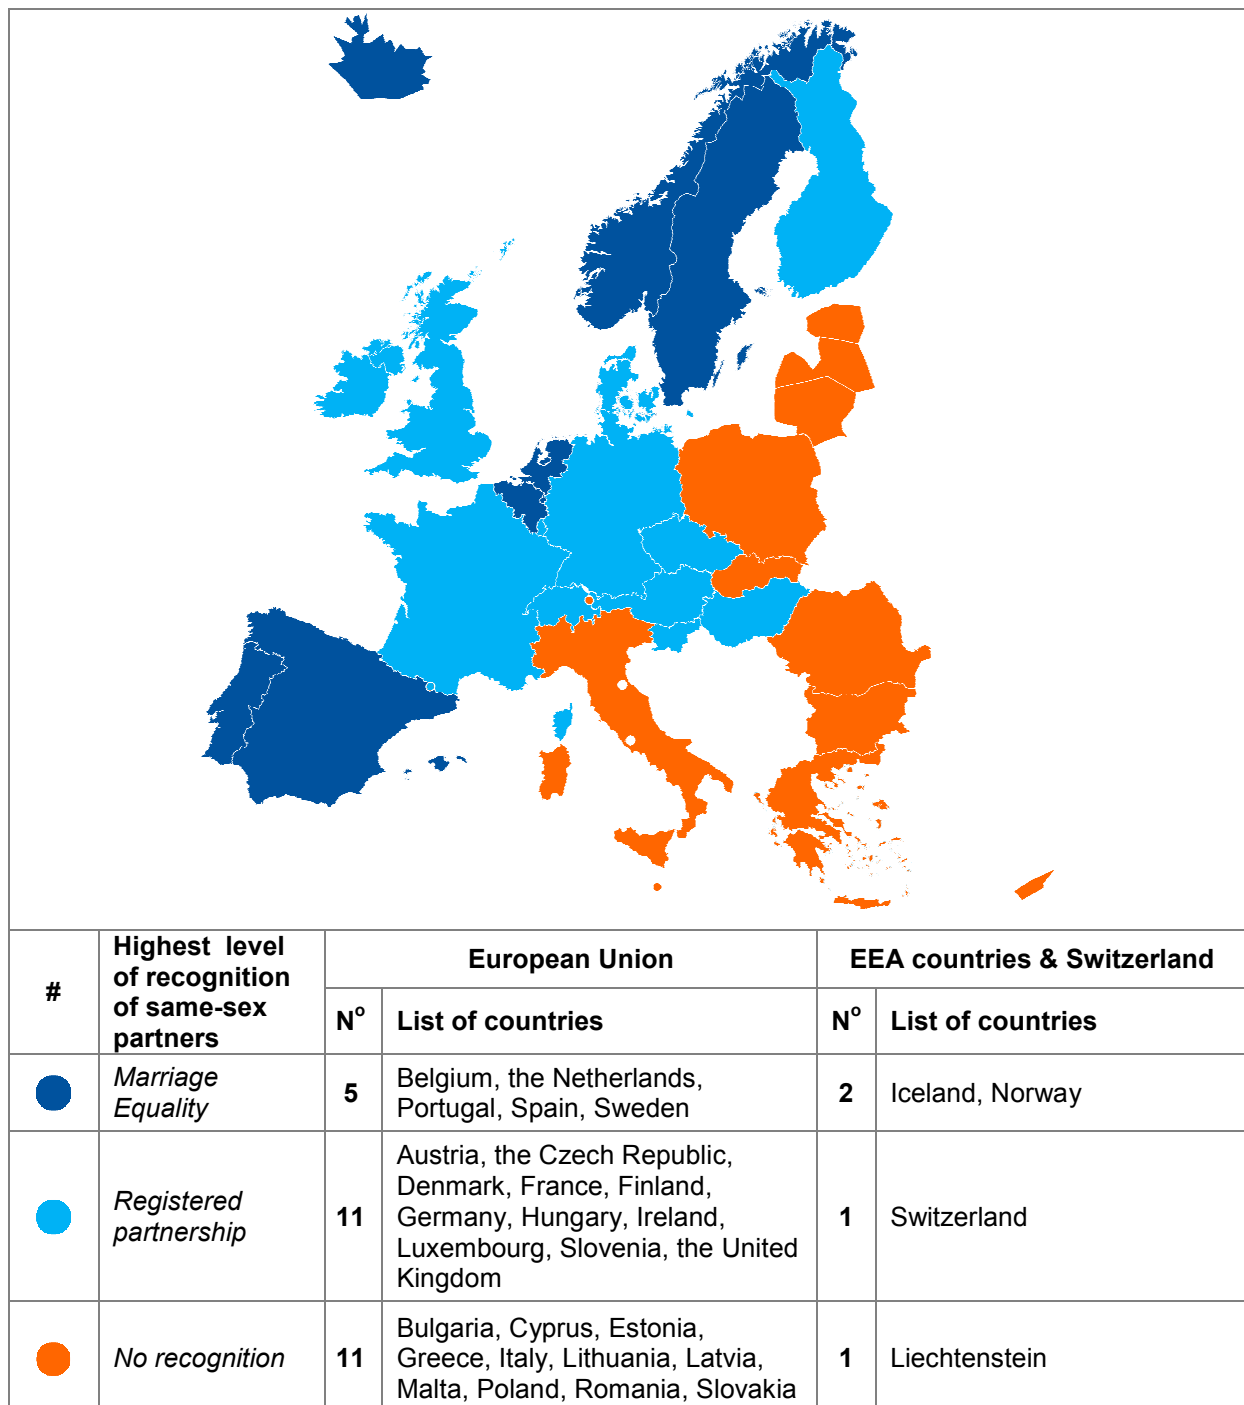 #
Highest level
of recognition
of same-sex
partners
European Union
EEA countries & Switzerland
Nº
List of countries
Nº
List of countries
Marriage
Equality
5
Belgium, the Netherlands,
Portugal, Spain, Sweden
2
Iceland, Norway
Registered
partnership
11
Austria, the Czech Republic,
Denmark, France, Finland,
Germany, Hungary, Ireland,
Luxembourg, Slovenia, the United
Kingdom
1
Switzerland
No recognition
11
Bulgaria, Cyprus, Estonia,
Greece, Italy, Lithuania, Latvia,
Malta, Poland, Romania, Slovakia
1
Liechtenstein